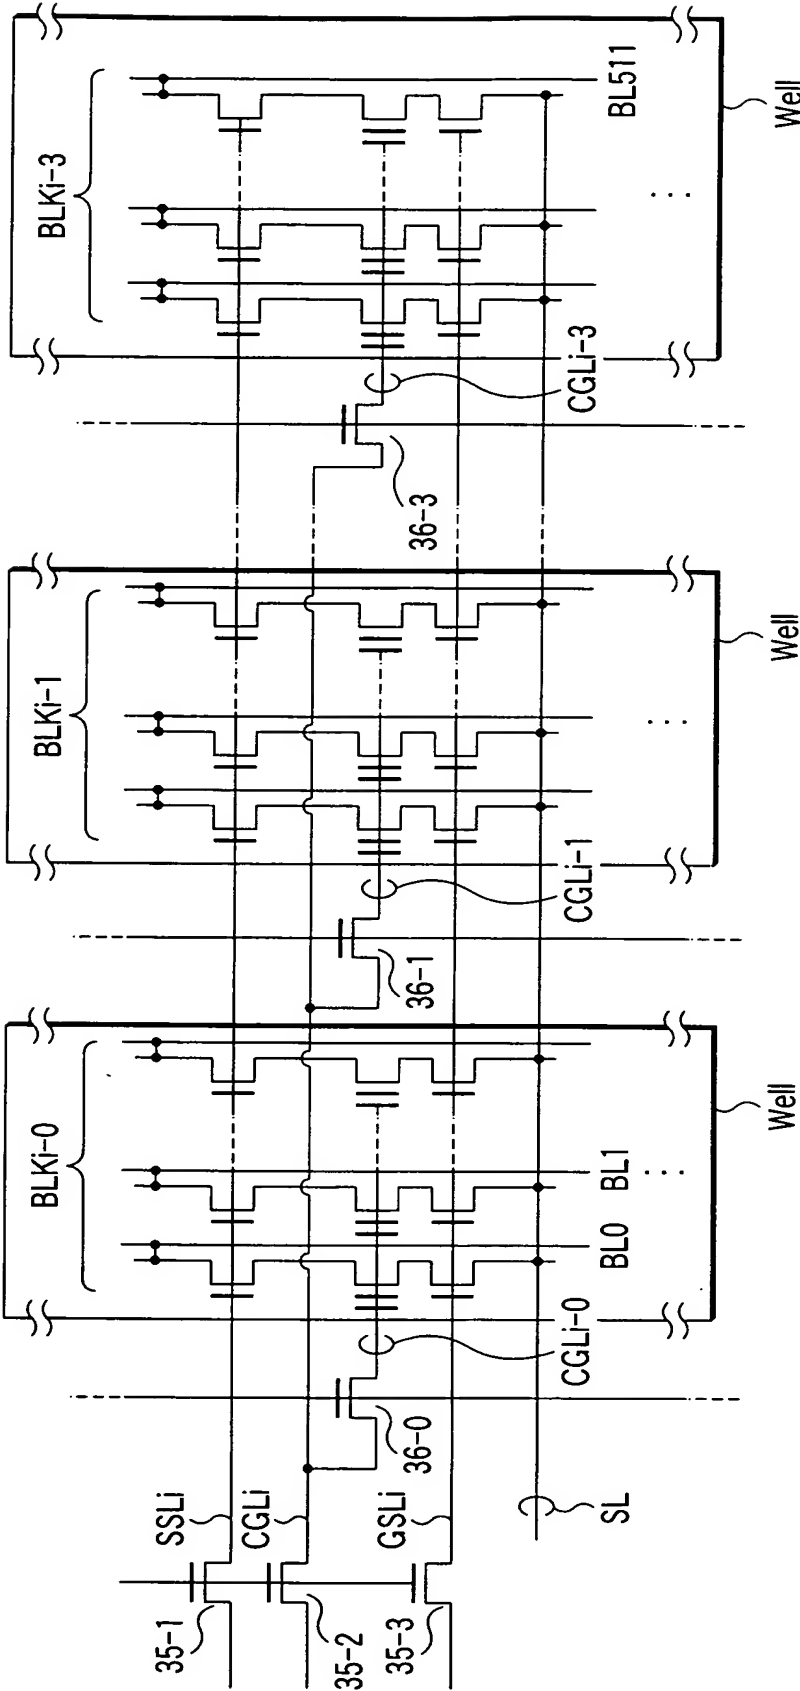 BLKi-0
BLKi-1
BLKi-3
35-1
SSLi
35-2
CGLi
36-0
36-1
36-3
35-3
GSLi
CGLi-0
CGLi-1
CGLi-3
SL
BL0
BL1
...
...
BL511
...
Well
Well
Well